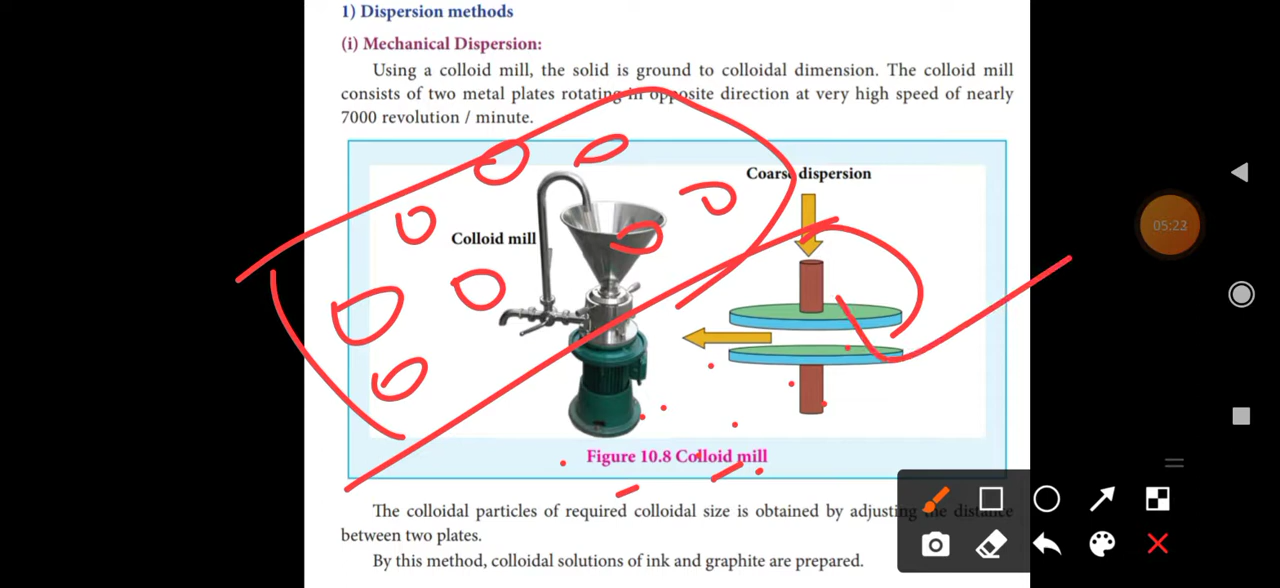 1) Dispersion methods
(i) Mechanical Dispersion:
Using a colloid mill, the solid is ground to colloidal dimension. The colloid mill
consists of two metal plates rotating in opposite direction at very high speed of nearly
7000 revolution / minute.
Coarse dispersion
Colloid mill
05:23
Figure 10.8 Colloid mill
The colloidal particles of required colloidal size is obtained by adjusting the distance
between two plates.
By this method, colloidal solutions of ink and graphite are prepared.